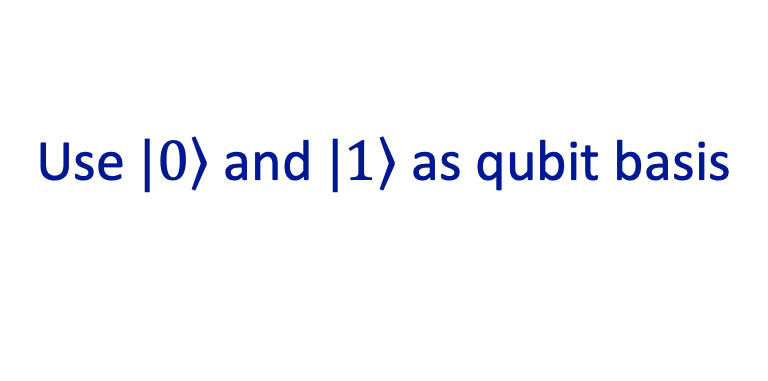 Use |0⟩ and |1⟩ as qubit basis